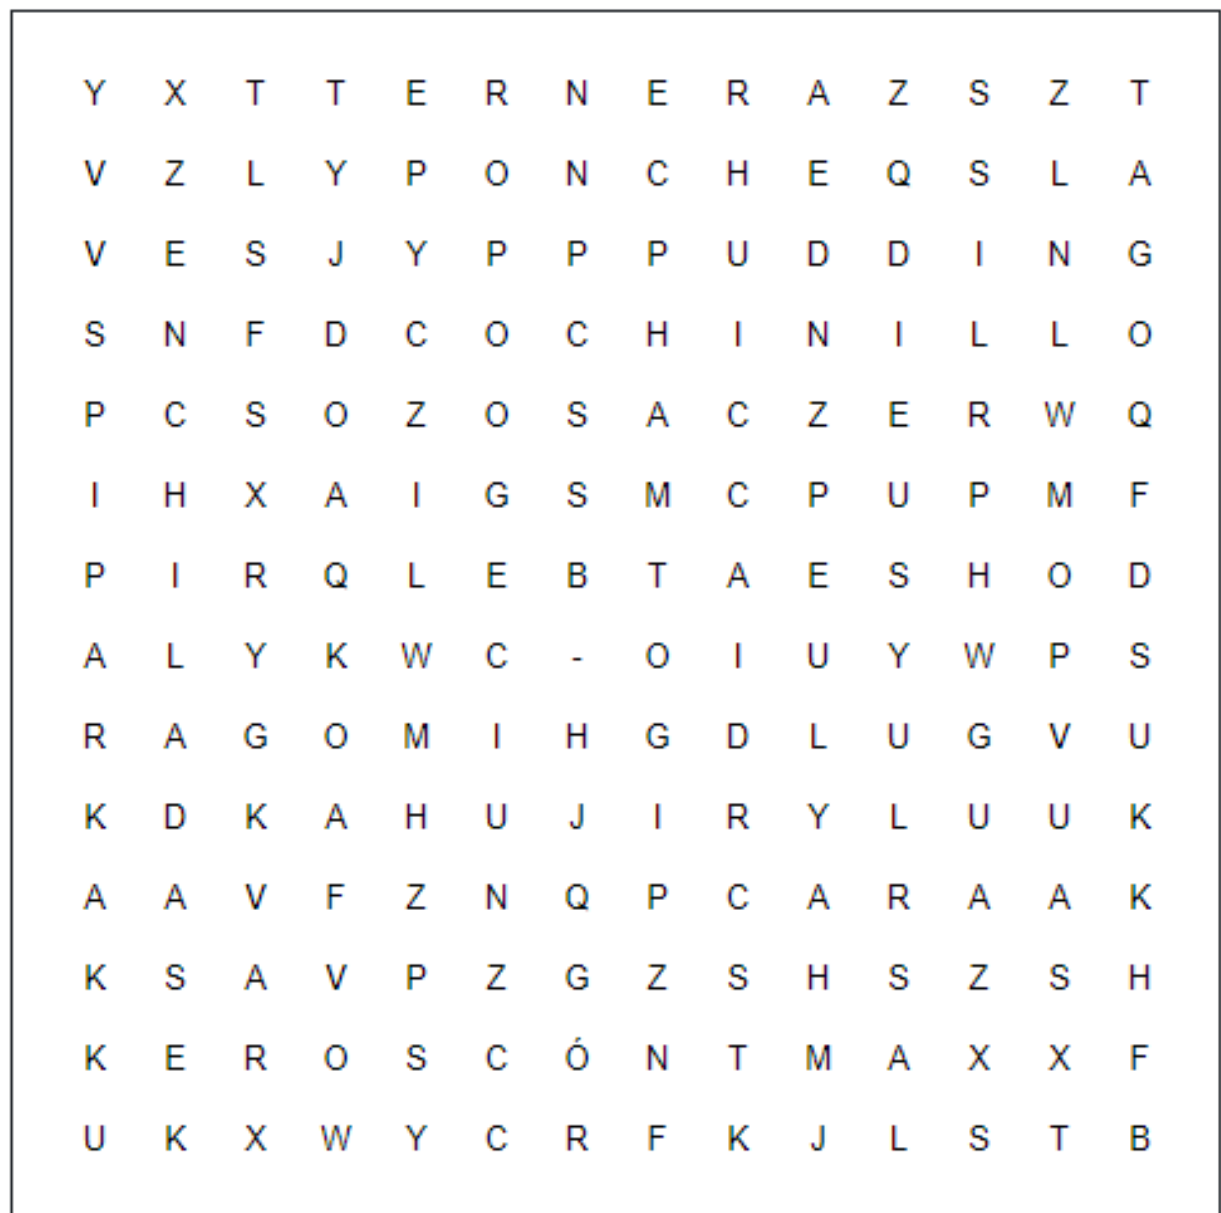 Y X T T E R N E R A Z S Z T
V Z L Y P O N C H E Q S L A
V E S J Y P P P U D D I N G
S N F D C O C H I N I L L O
P C S O Z O S A C Z E R W Q
I H X A I G S M C P U P M F
P I R Q L E B T A E S H O D
A L Y K W C - O I U Y W P S
R A G O M I H G D L U G V U
K D K A H U J I R Y L U U K
A A V F Z N Q P C A R A A K
K S A V P Z G Z S H S Z S H
K E R O S C Ó N T M A X X F
U K X W Y C R F K J L S T B